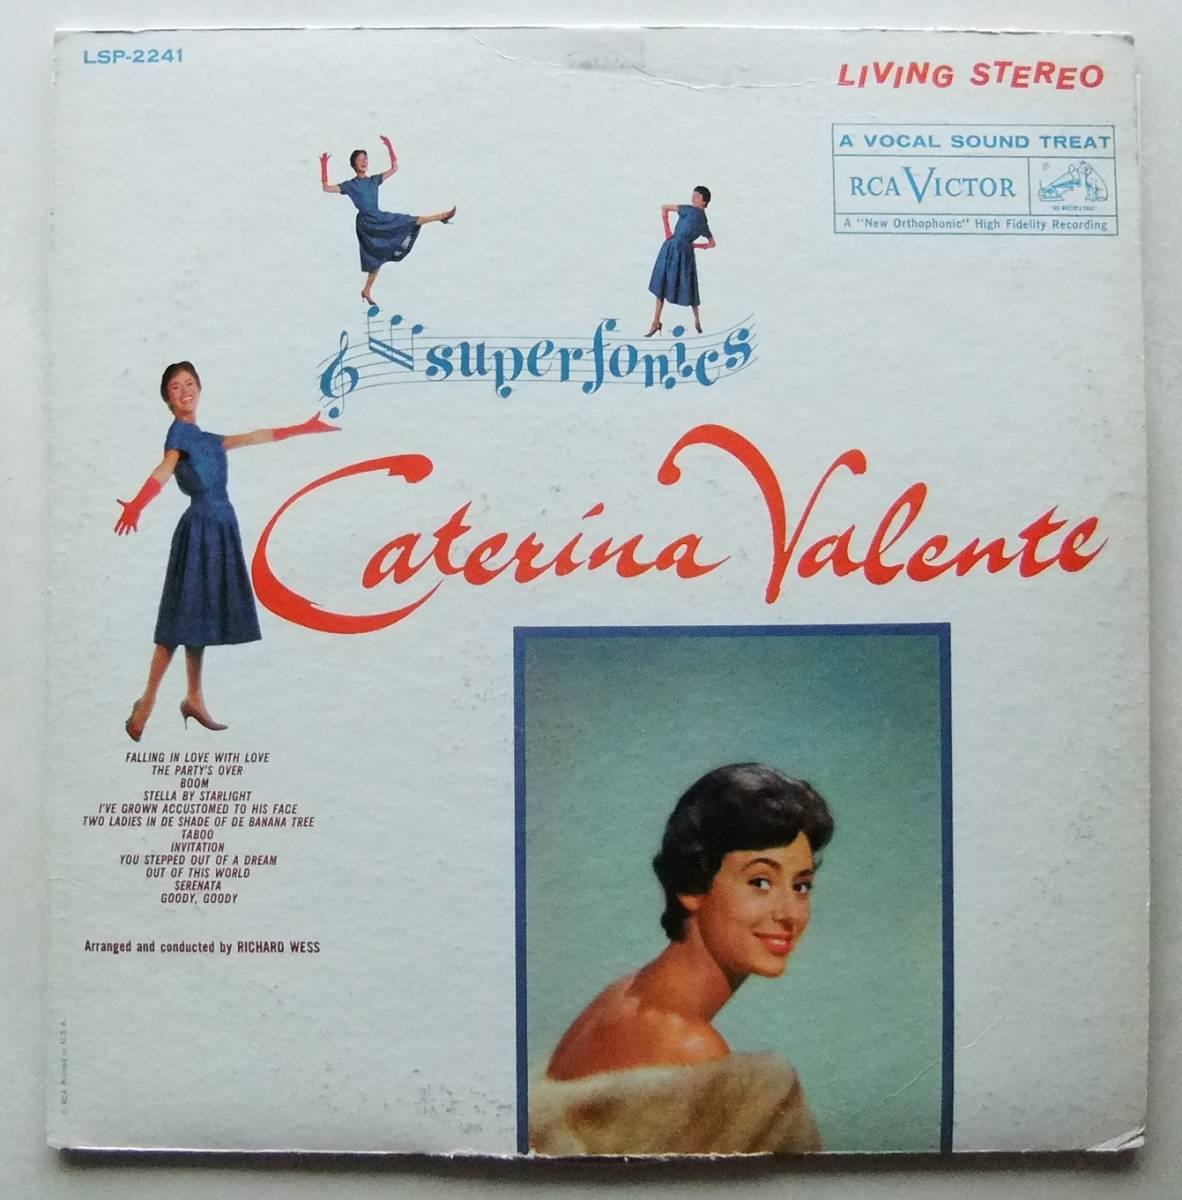 LSP-2241
LIVING STEREO
A VOCAL SOUND TREAT
RCA VICTOR
"HIS MASTER'S VOICE"
A "New Orthophonic" High Fidelity Recording
superfonics
Caterina Valente
FALLING IN LOVE WITH LOVE
THE PARTY'S OVER
BOOM
STELLA BY STARLIGHT
I'VE GROWN ACCUSTOMED TO HIS FACE
TWO LADIES IN DE SHADE OF DE BANANA TREE
TABOO
INVITATION
YOU STEPPED OUT OF A DREAM
OUT OF THIS WORLD
SERENATA
GOODY, GOODY
Arranged and conducted by RICHARD WESS
© RCA Printed in U.S.A.